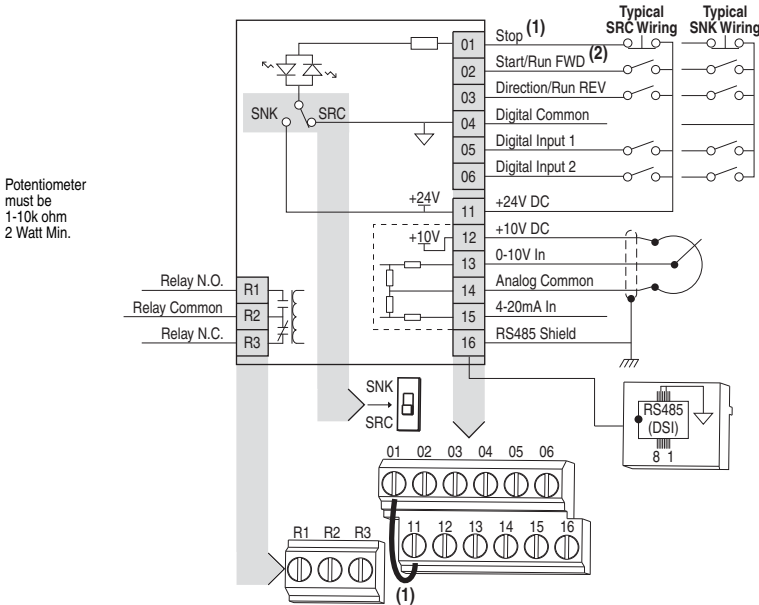 Typical
SRC Wiring
Typical
SNK Wiring
01
Stop (1)
02
Start/Run FWD (2)
03
Direction/Run REV
SNK
SRC
04
Digital Common
05
Digital Input 1
06
Digital Input 2
Potentiometer
must be
1-10k ohm
2 Watt Min.
+24V
11
+24V DC
+10V
12
+10V DC
13
0-10V In
Relay N.O.
R1
14
Analog Common
Relay Common
R2
15
4-20mA In
Relay N.C.
R3
16
RS485 Shield
SNK
SRC
RS485
(DSI)
8 1
01 02 03 04 05 06
R1 R2 R3
11 12 13 14 15 16
(1)